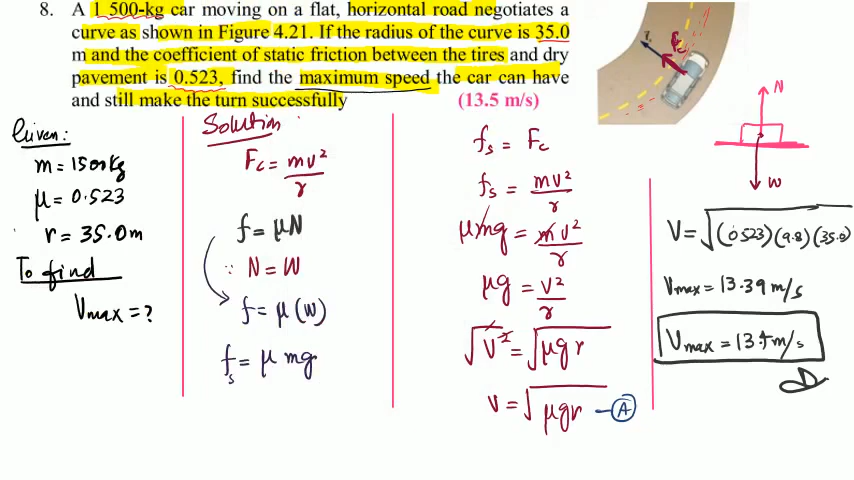 8. A 1 500-kg car moving on a flat, horizontal road negotiates a
curve as shown in Figure 4.21. If the radius of the curve is 35.0
m and the coefficient of static friction between the tires and dry
pavement is 0.523, find the maximum speed the car can have
and still make the turn successfully (13.5 m/s)
Given:
m = 1500kg
μ = 0.523
r = 35.0m
To find
Vmax = ?
Solution
Fc = mv²/r
f = μN
∵ N = W
f = μ (W)
fs = μ mg
fs = Fc
fs = mv²/r
μmg = mv²/r
μg = v²/r
√v² = √μgr
v = √μgr — A
Fc
N
W
V = √(0.523)(9.8)(35.0)
Vmax = 13.39 m/s
Vmax = 13.4 m/s